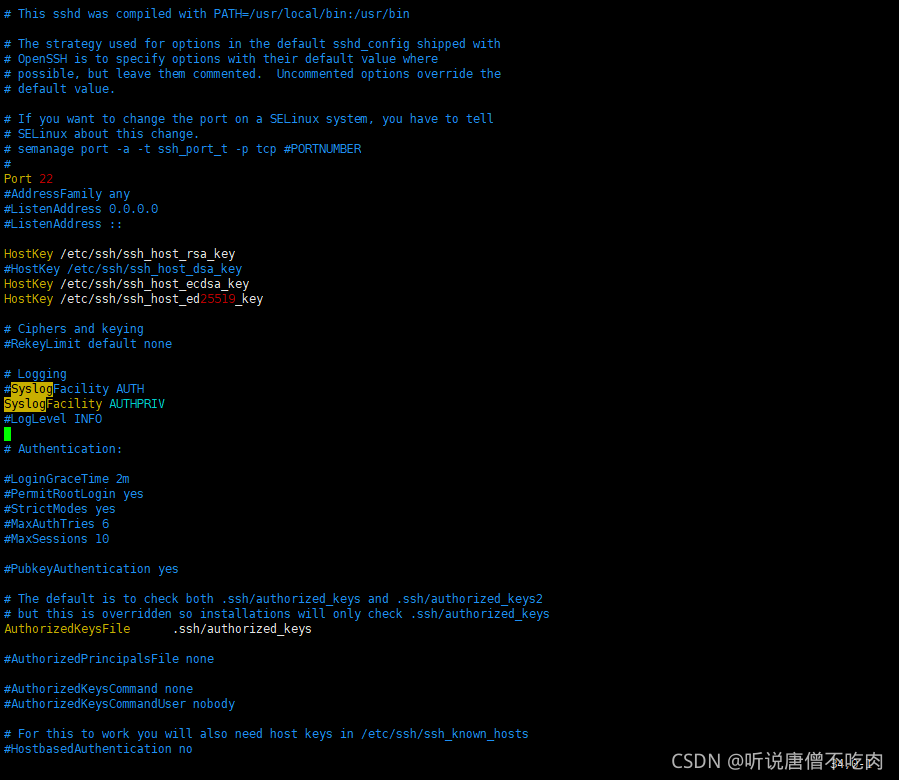 # This sshd was compiled with PATH=/usr/local/bin:/usr/bin
# The strategy used for options in the default sshd_config shipped with
# OpenSSH is to specify options with their default value where
# possible, but leave them commented.  Uncommented options override the
# default value.
# If you want to change the port on a SELinux system, you have to tell
# SELinux about this change.
# semanage port -a -t ssh_port_t -p tcp #PORTNUMBER
#
Port 22
#AddressFamily any
#ListenAddress 0.0.0.0
#ListenAddress ::
HostKey /etc/ssh/ssh_host_rsa_key
#HostKey /etc/ssh/ssh_host_dsa_key
HostKey /etc/ssh/ssh_host_ecdsa_key
HostKey /etc/ssh/ssh_host_ed25519_key
# Ciphers and keying
#RekeyLimit default none
# Logging
#SyslogFacility AUTH
SyslogFacility AUTHPRIV
#LogLevel INFO
# Authentication:
#LoginGraceTime 2m
#PermitRootLogin yes
#StrictModes yes
#MaxAuthTries 6
#MaxSessions 10
#PubkeyAuthentication yes
# The default is to check both .ssh/authorized_keys and .ssh/authorized_keys2
# but this is overridden so installations will only check .ssh/authorized_keys
AuthorizedKeysFile      .ssh/authorized_keys
#AuthorizedPrincipalsFile none
#AuthorizedKeysCommand none
#AuthorizedKeysCommandUser nobody
# For this to work you will also need host keys in /etc/ssh/ssh_known_hosts
#HostbasedAuthentication no
CSDN @听说唐僧不吃肉